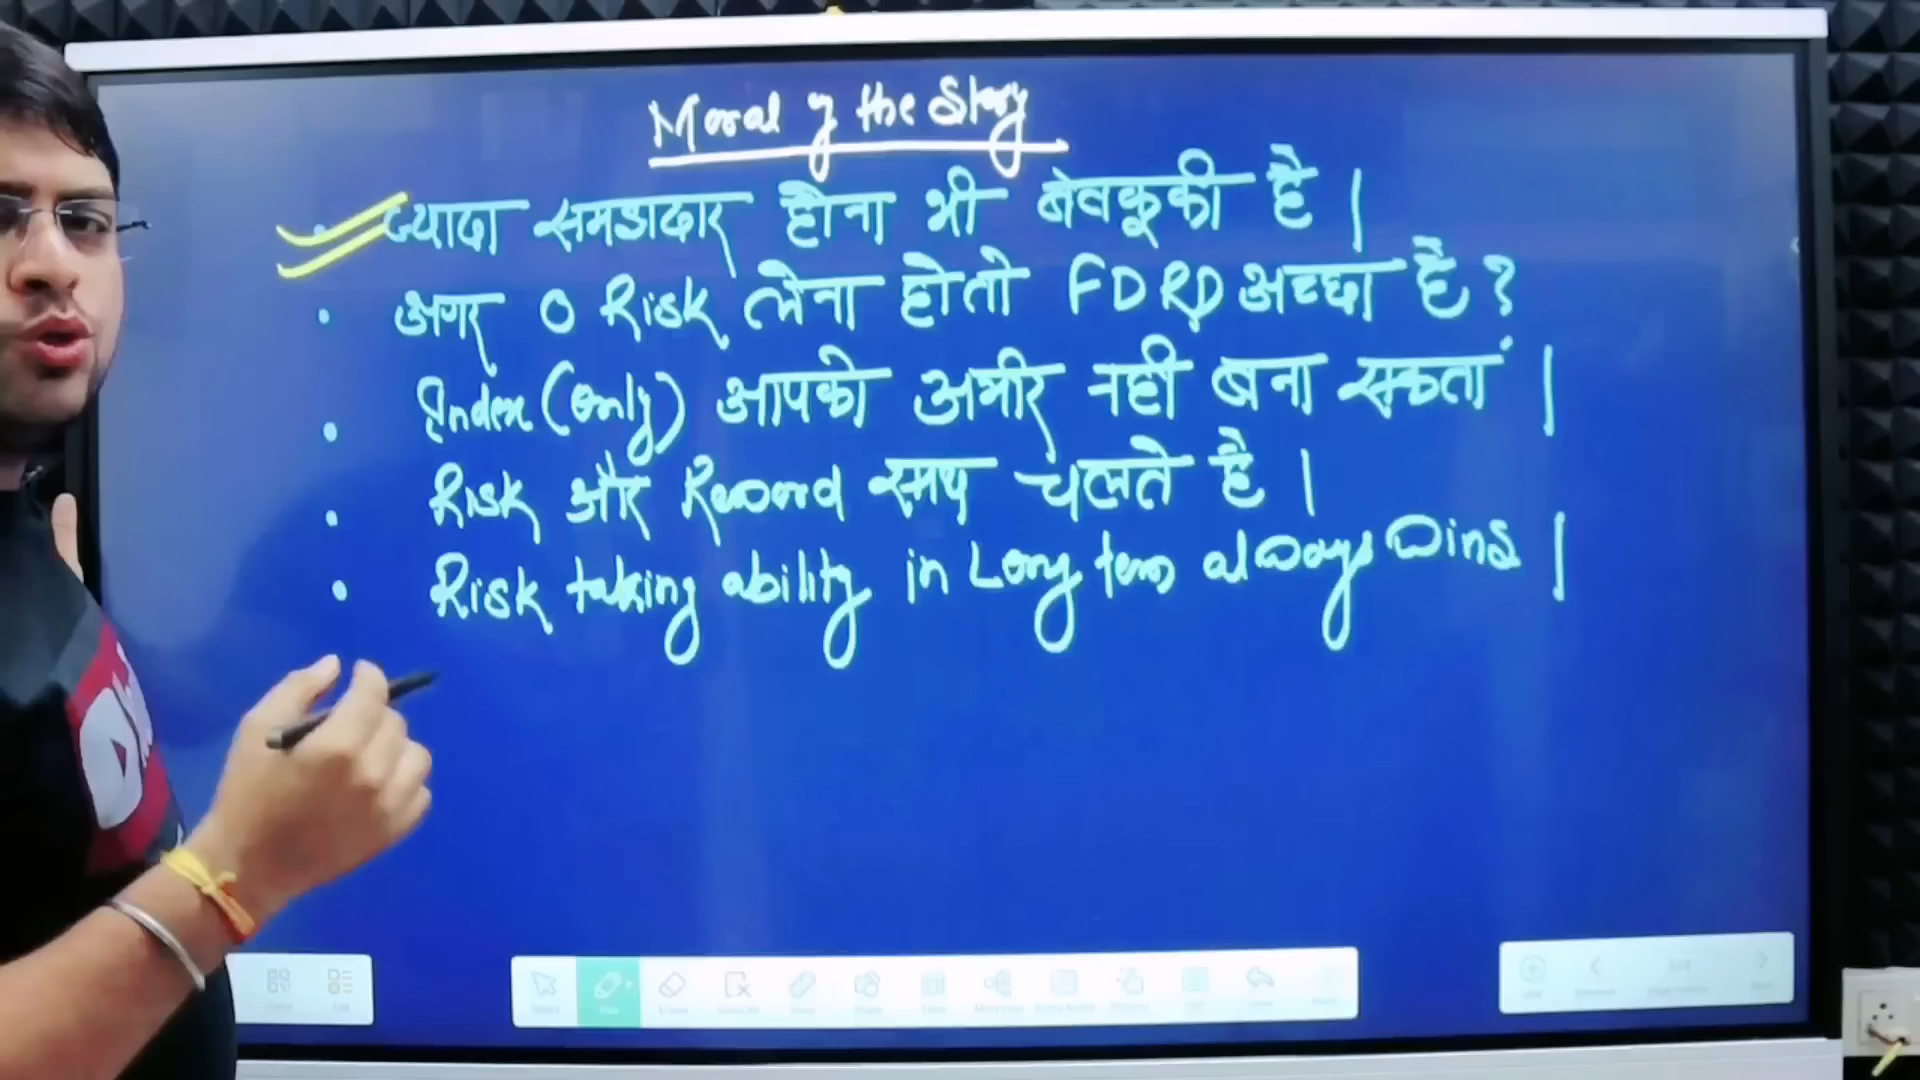 Moral of the Story
ज्यादा समझदार होना भी बेवकूफी है |
अगर 0 Risk लेना हो तो FD RD अच्छा है ?
Index (only) आपको अमीर नही बना सकता |
Risk और Reword साथ चलते है |
Risk taking ability in Long term always Wins |